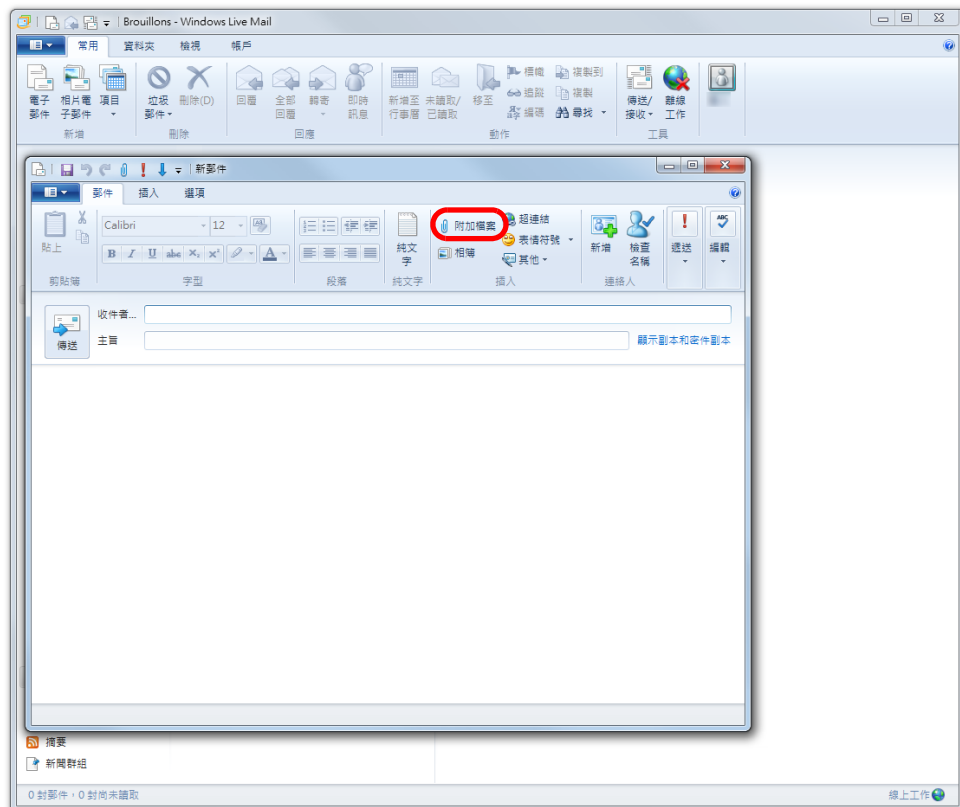 Brouillons - Windows Live Mail
常用 資料夾 檢視 帳戶
電子郵件 相片電子郵件 項目 垃圾郵件 刪除(D) 回覆 全部回覆 轉寄 即時訊息 新增至行事曆 未讀取/已讀取 移至 標幟 追蹤 編碼 複製到 複製 尋找 傳送/接收 離線工作
新增 刪除 回應 動作 工具
新郵件
郵件 插入 選項
貼上 Calibri 12 純文字 附加檔案 相簿 超連結 表情符號 其他 新增 檢查名稱 遞送 ABC 編輯
B I U abc X₂ X² A
剪貼簿 字型 段落 純文字 插入 連絡人
收件者...
傳送 主旨 顯示副本和密件副本
摘要
新聞群組
0 封郵件，0 封尚未讀取 線上工作